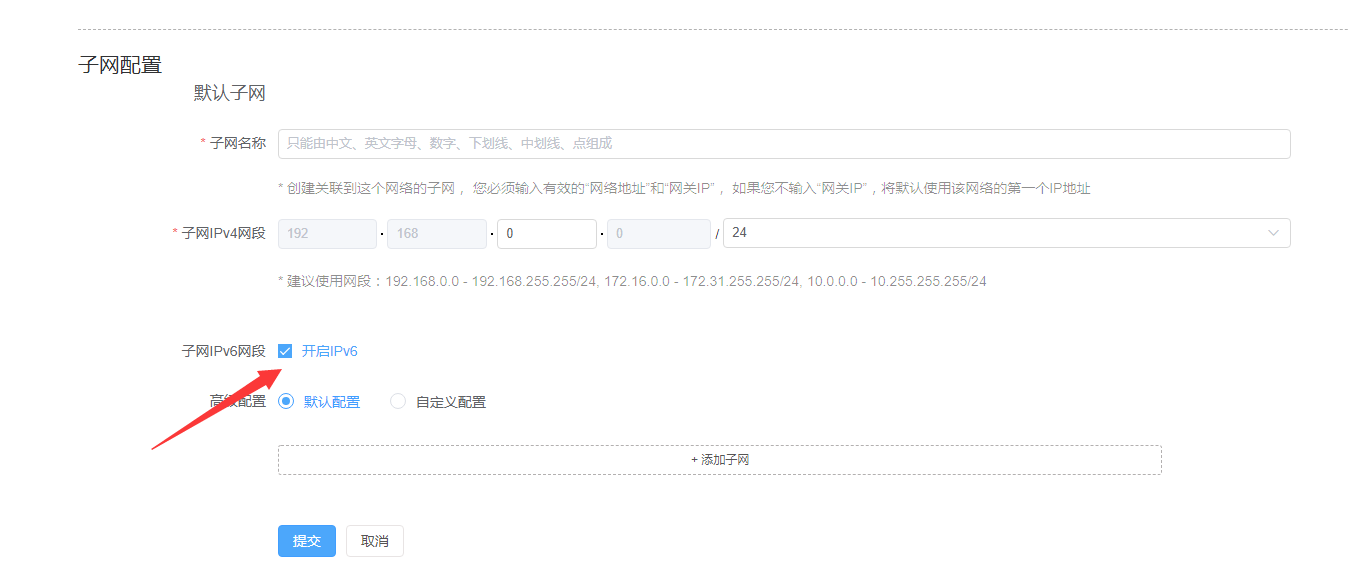 子网配置
默认子网
* 子网名称 只能由中文、英文字母、数字、下划线、中划线、点组成
* 创建关联到这个网络的子网，您必须输入有效的“网络地址”和“网关IP”，如果您不输入“网关IP”，将默认使用该网络的第一个IP地址
* 子网IPv4网段 192 · 168 · 0 · 0 / 24
* 建议使用网段：192.168.0.0 - 192.168.255.255/24, 172.16.0.0 - 172.31.255.255/24, 10.0.0.0 - 10.255.255.255/24
子网IPv6网段 开启IPv6
高级配置 默认配置 自定义配置
+ 添加子网
提交 取消